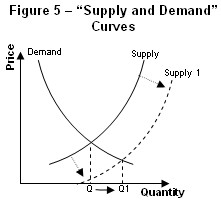 Figure 5 – “Supply and Demand”
Curves
Price
Demand
Supply
Supply 1
Q
Q1
Quantity